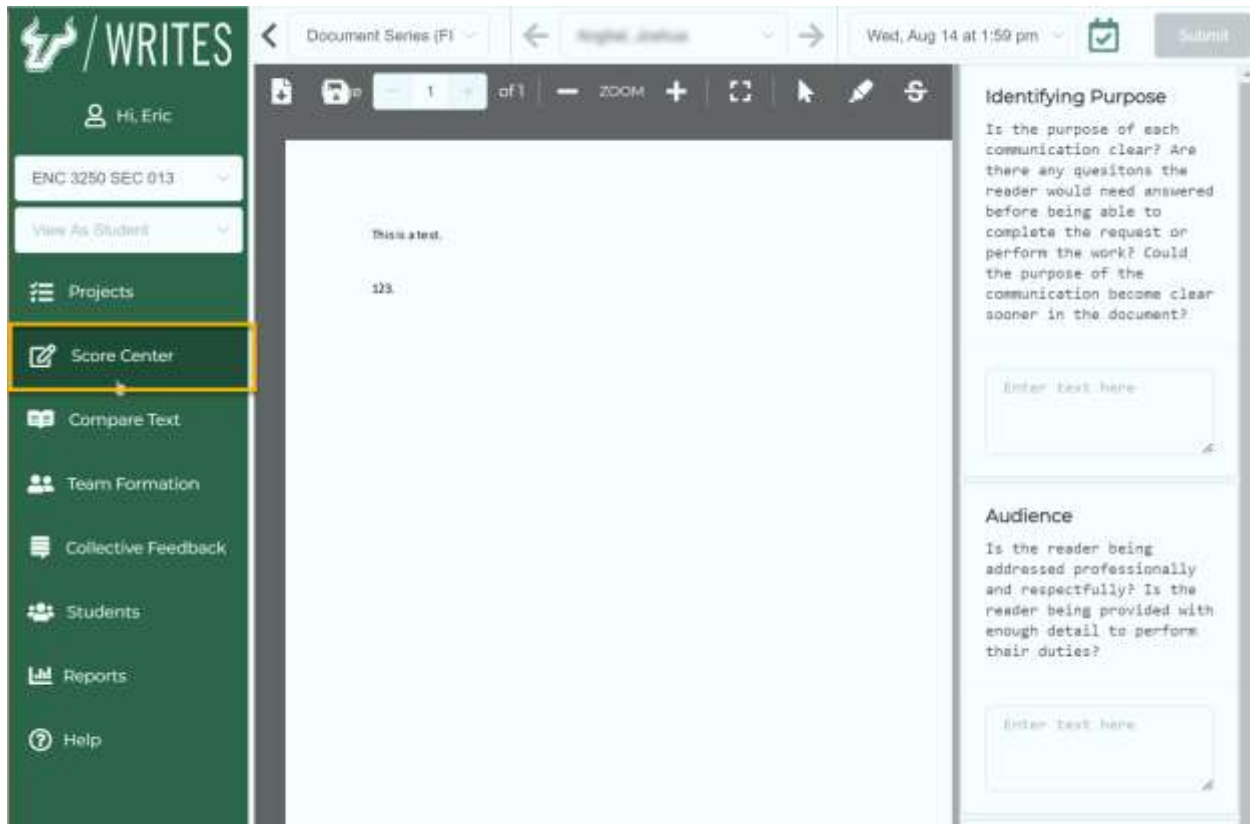 / WRITES
Hi, Eric
ENC 3250 SEC 013
View As Student
Projects
Score Center
Compare Text
Team Formation
Collective Feedback
Students
Reports
Help
Document Series (FI
Wed, Aug 14 at 1:59 pm
Submit
1 of 1 ZOOM
This is a test.
123.
Identifying Purpose
Is the purpose of each
communication clear? Are
there any quesitons the
reader would need answered
before being able to
complete the request or
perform the work? Could
the purpose of the
communication become clear
sooner in the document?
Enter text here
Audience
Is the reader being
addressed professionally
and respectfully? Is the
reader being provided with
enough detail to perform
their duties?
Enter text here